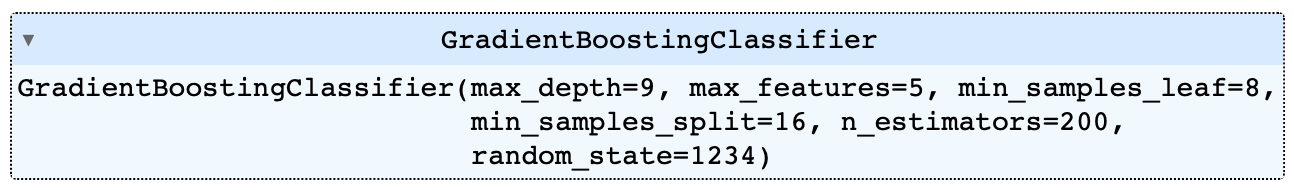 ▼ GradientBoostingClassifier
GradientBoostingClassifier(max_depth=9, max_features=5, min_samples_leaf=8,
min_samples_split=16, n_estimators=200,
random_state=1234)